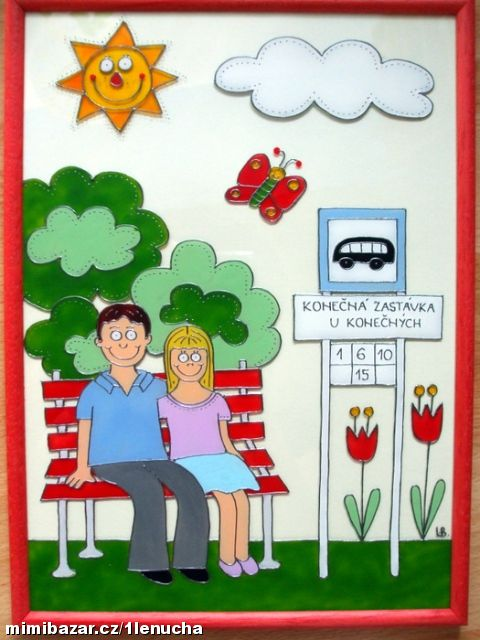 KONEČNÁ ZASTÁVKA
U KONEČNÝCH
1 6 10
15
LB.
mimibazar.cz/1lenucha